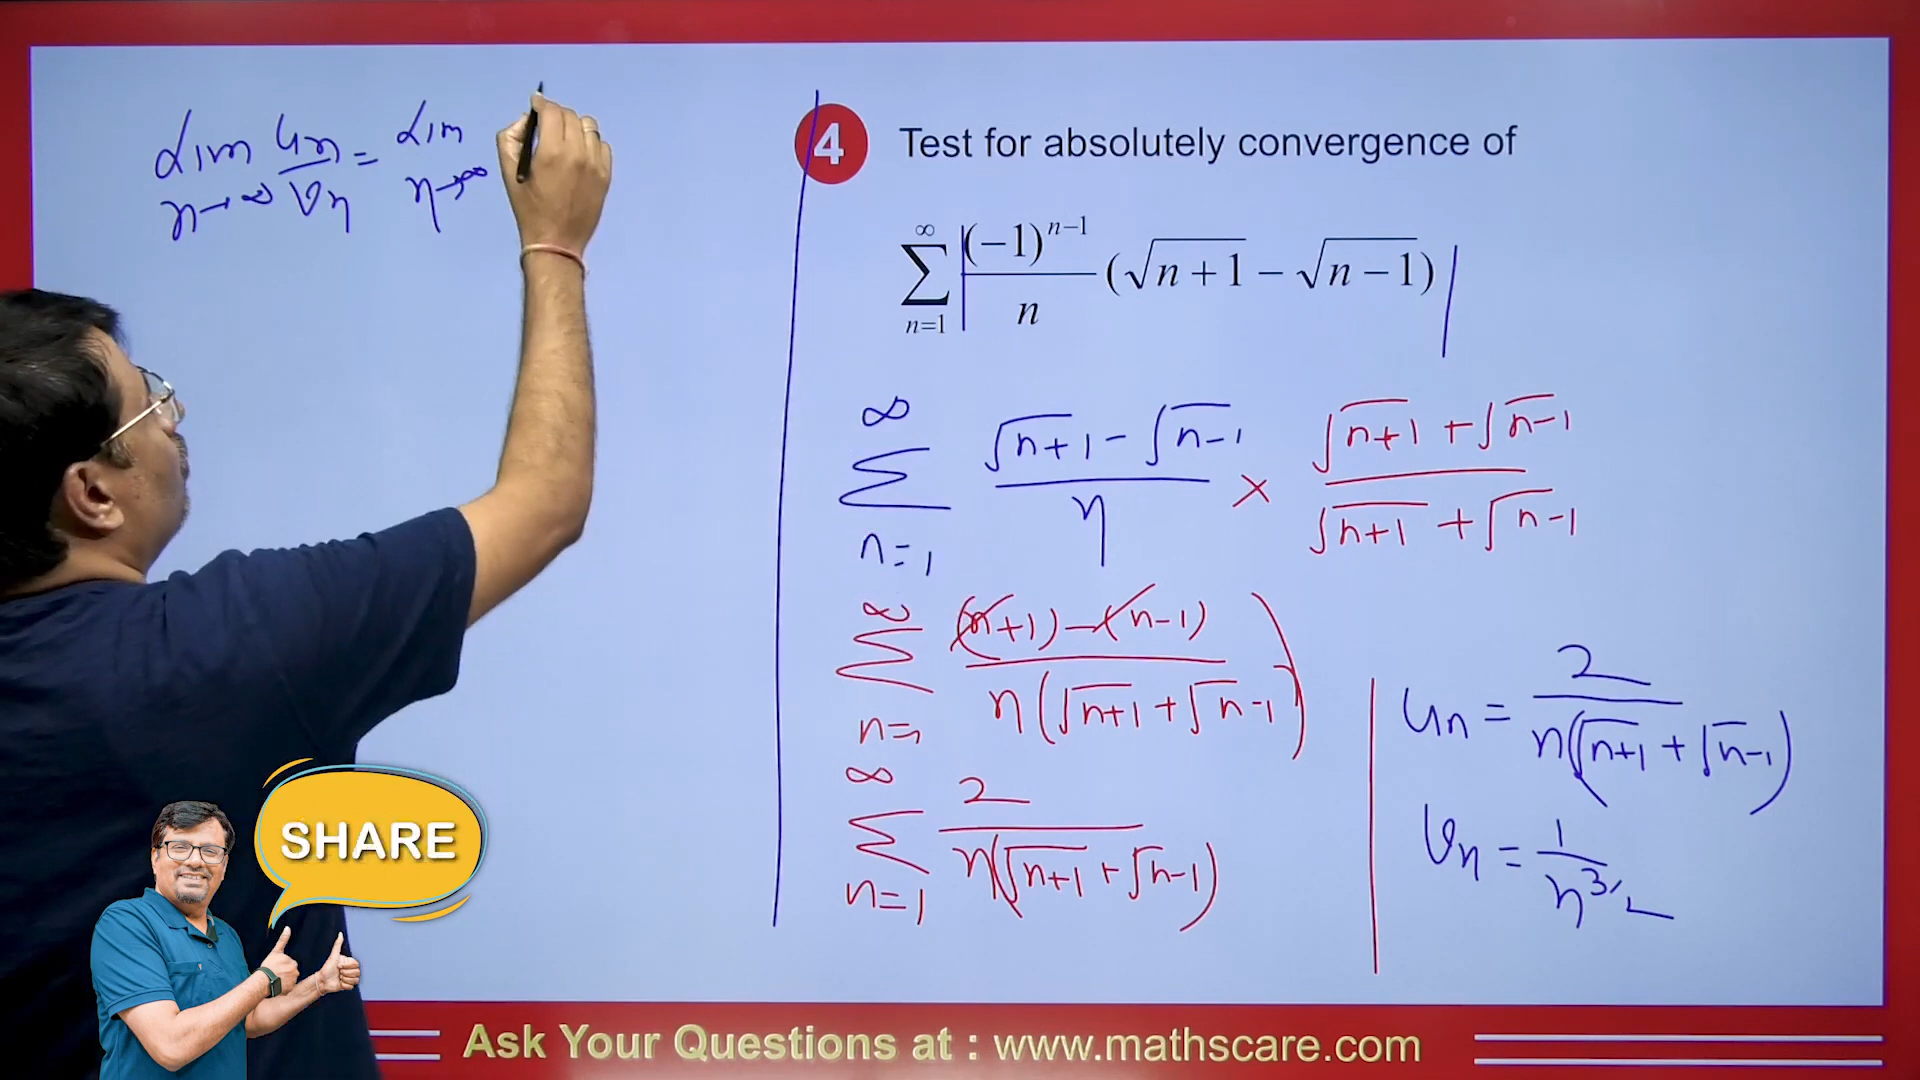 Lim un/vn = Lim
n→∞ n→∞
4 Test for absolutely convergence of
∞
∑ |(−1)^(n−1)/n (√(n+1) − √(n−1))|
n=1
∞
∑ (√(n+1) − √(n−1))/n × (√(n+1) + √(n−1))/(√(n+1) + √(n−1))
n=1
∞
∑ ((n+1) − (n−1))/(n(√(n+1) + √(n−1)))
n=1
∞
∑ 2/(n(√(n+1) + √(n−1)))
n=1
un = 2/(n(√(n+1) + √(n−1)))
vn = 1/n^(3/2)
SHARE
Ask Your Questions at : www.mathscare.com